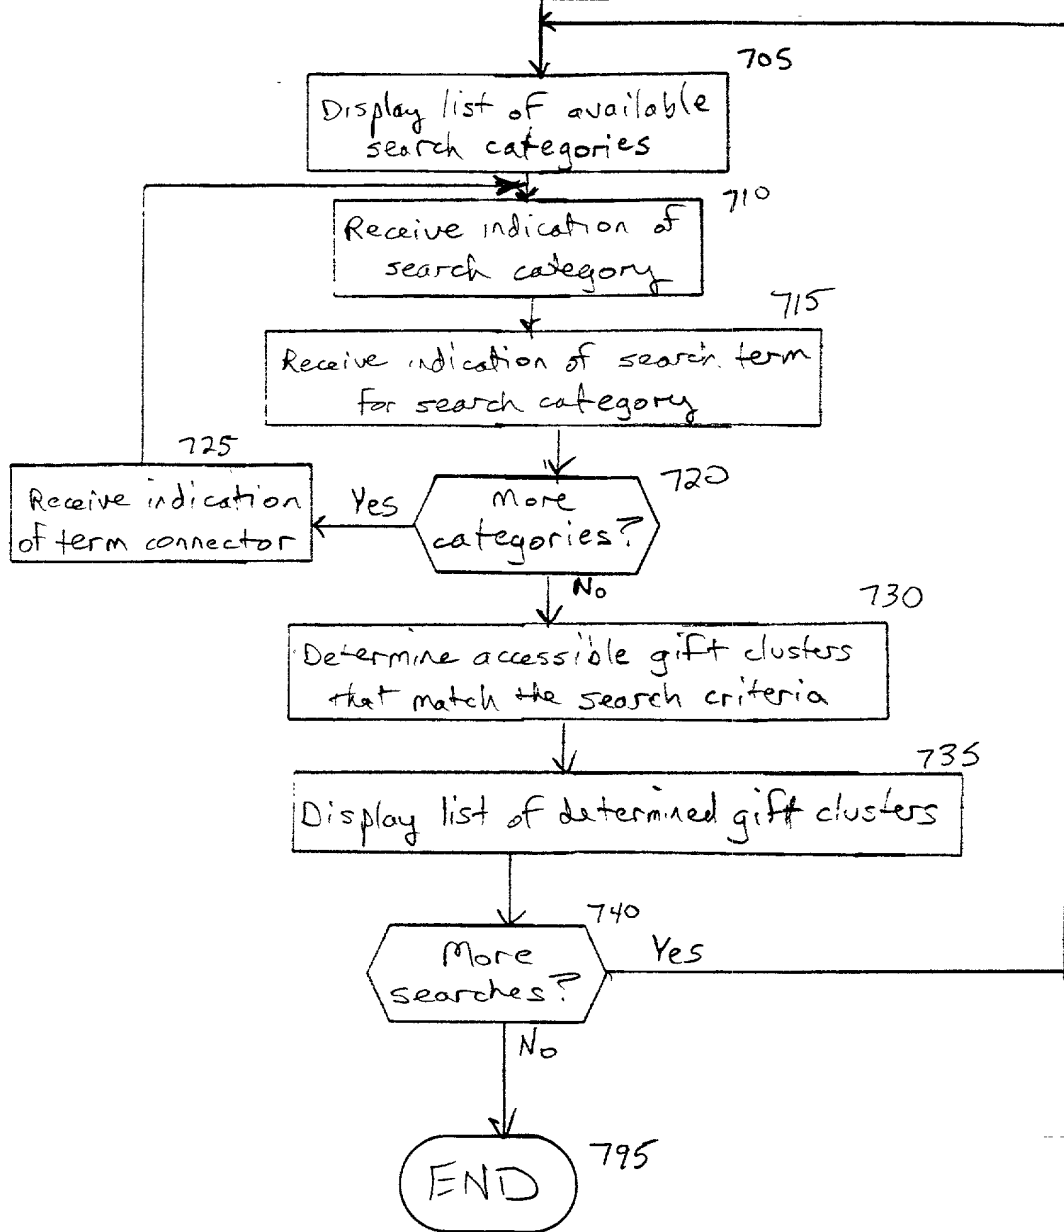 705
Display list of available
search categories
710
Receive indication of
search category
715
Receive indication of search term
for search category
725
Receive indication
of term connector
Yes
720
More
categories?
No
730
Determine accessible gift clusters
that match the search criteria
735
Display list of determined gift clusters
740
More
searches?
Yes
No
795
END